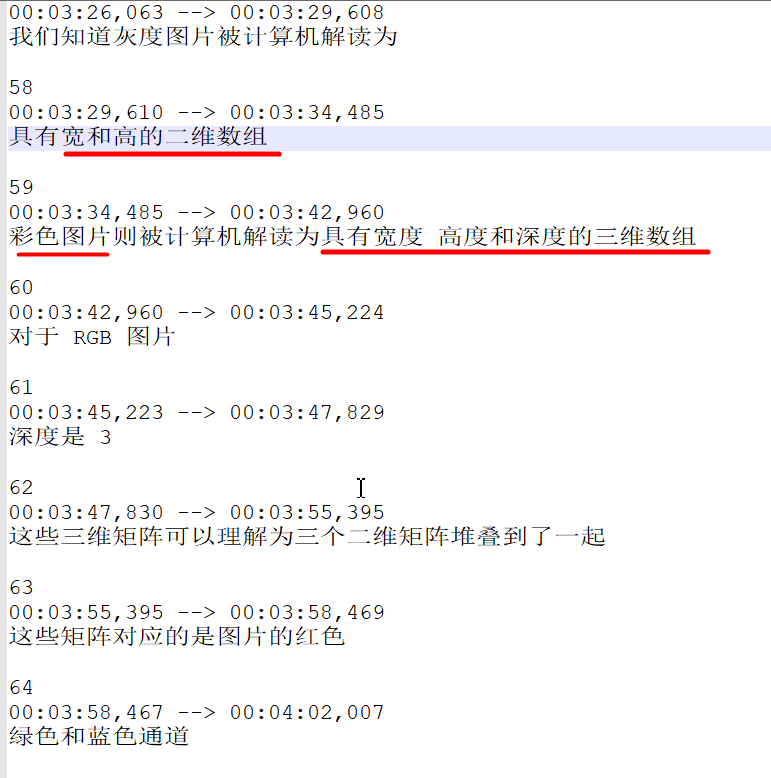 00:03:26,063 --> 00:03:29,608
我们知道灰度图片被计算机解读为
58
00:03:29,610 --> 00:03:34,485
具有宽和高的二维数组
59
00:03:34,485 --> 00:03:42,960
彩色图片则被计算机解读为具有宽度 高度和深度的三维数组
60
00:03:42,960 --> 00:03:45,224
对于 RGB 图片
61
00:03:45,223 --> 00:03:47,829
深度是 3
62
00:03:47,830 --> 00:03:55,395
这些三维矩阵可以理解为三个二维矩阵堆叠到了一起
63
00:03:55,395 --> 00:03:58,469
这些矩阵对应的是图片的红色
64
00:03:58,467 --> 00:04:02,007
绿色和蓝色通道